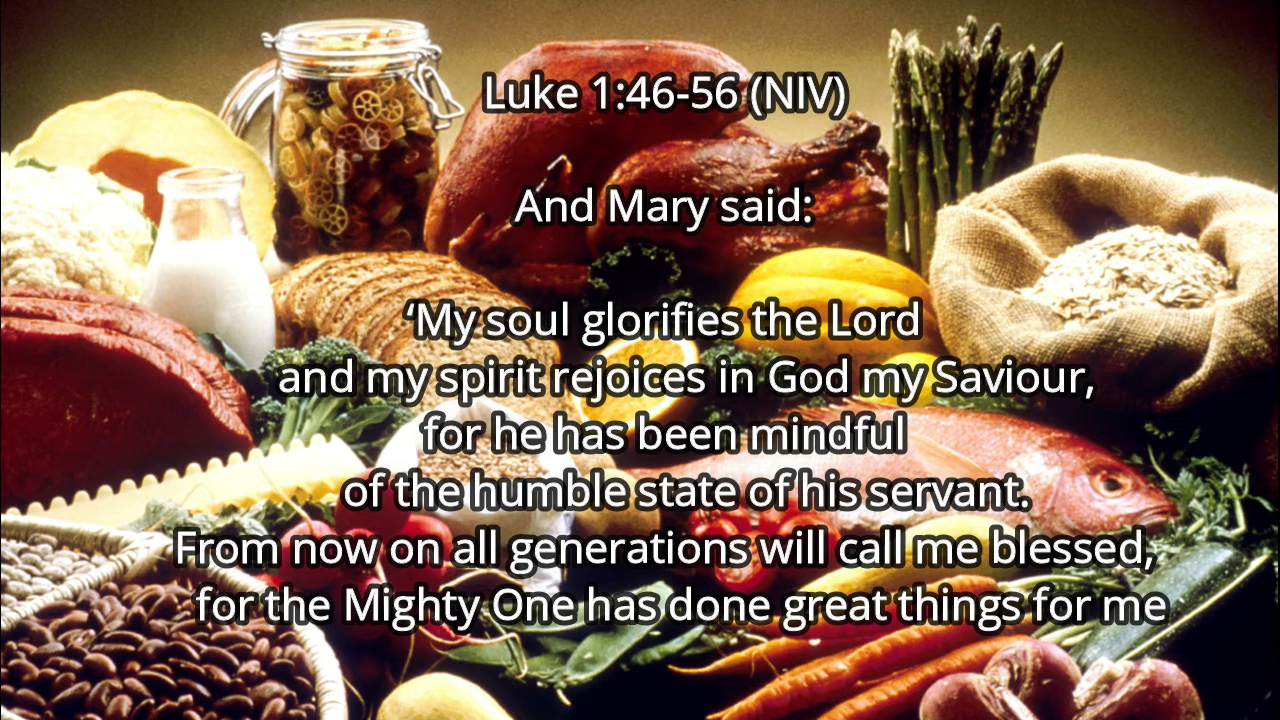 Luke 1:46-56 (NIV)
And Mary said:
‘My soul glorifies the Lord
and my spirit rejoices in God my Saviour,
for he has been mindful
of the humble state of his servant.
From now on all generations will call me blessed,
for the Mighty One has done great things for me